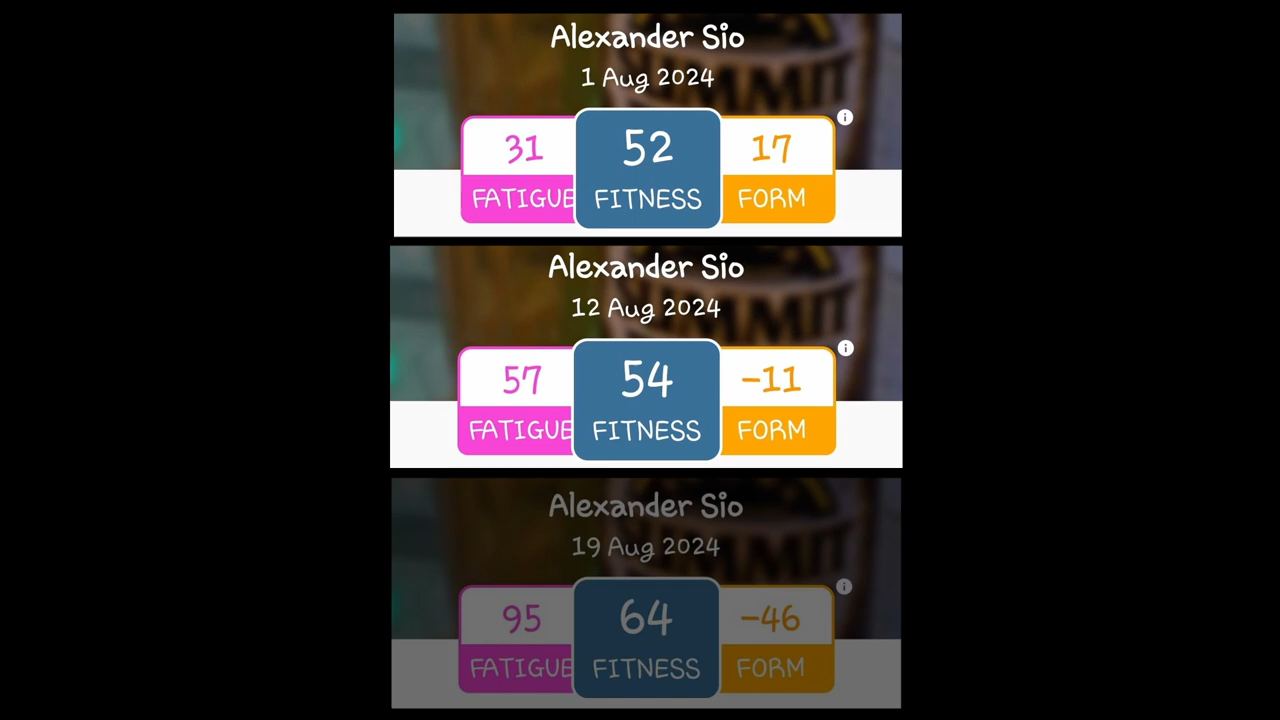 Alexander Sio
1 Aug 2024
31 52 17
FATIGUE FITNESS FORM
Alexander Sio
12 Aug 2024
57 54 -11
FATIGUE FITNESS FORM
Alexander Sio
19 Aug 2024
95 64 -46
FATIGUE FITNESS FORM